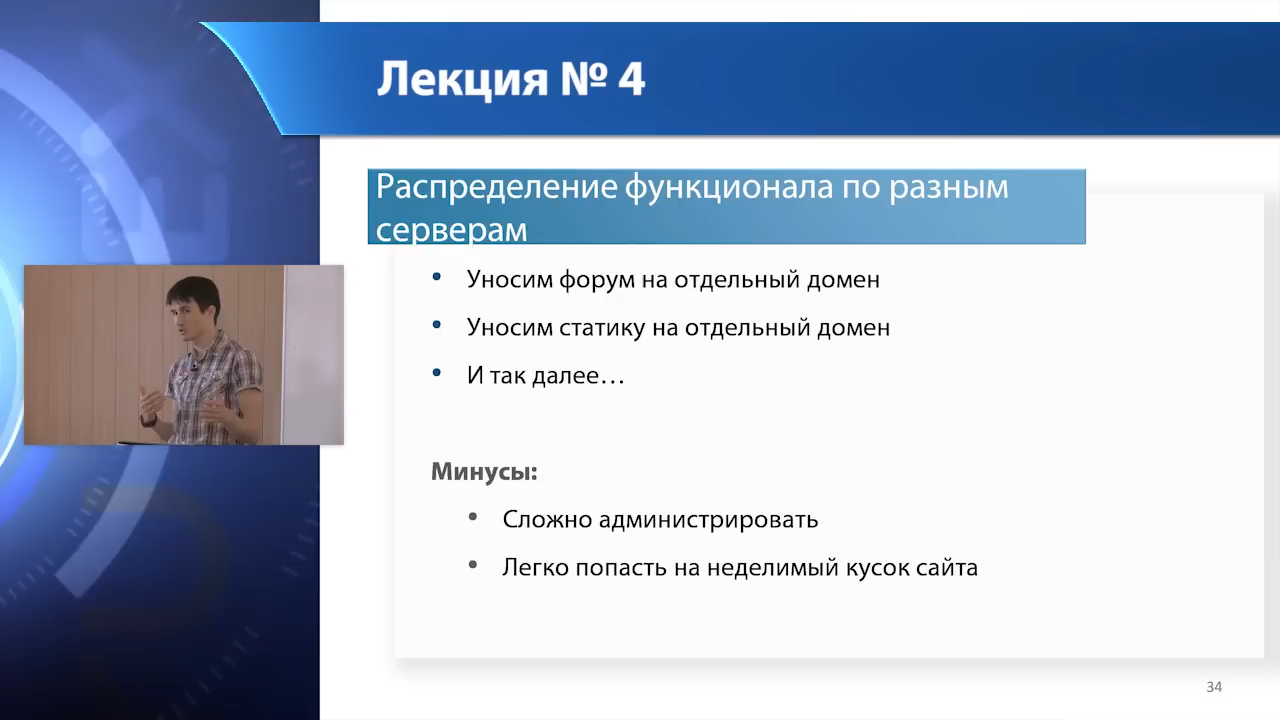 Лекция № 4
Распределение функционала по разным
серверам
Уносим форум на отдельный домен
Уносим статику на отдельный домен
И так далее…
Минусы:
Сложно администрировать
Легко попасть на неделимый кусок сайта
34